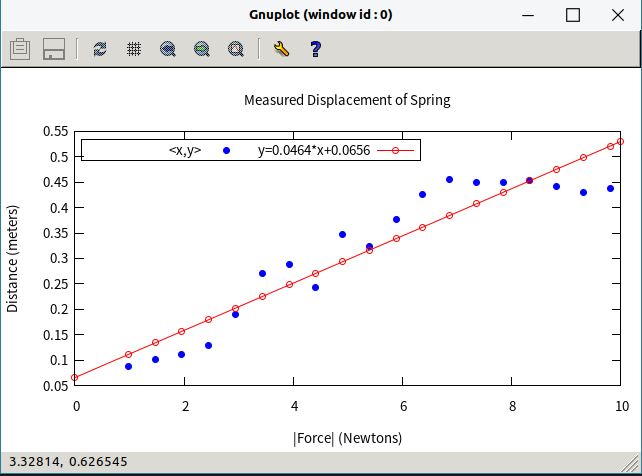 Gnuplot (window id : 0)
Measured Displacement of Spring
<x,y> y=0.0464*x+0.0656
0.55
0.5
0.45
0.4
0.35
0.3
0.25
0.2
0.15
0.1
0.05
Distance (meters)
0 2 4 6 8 10
|Force| (Newtons)
3.32814, 0.626545